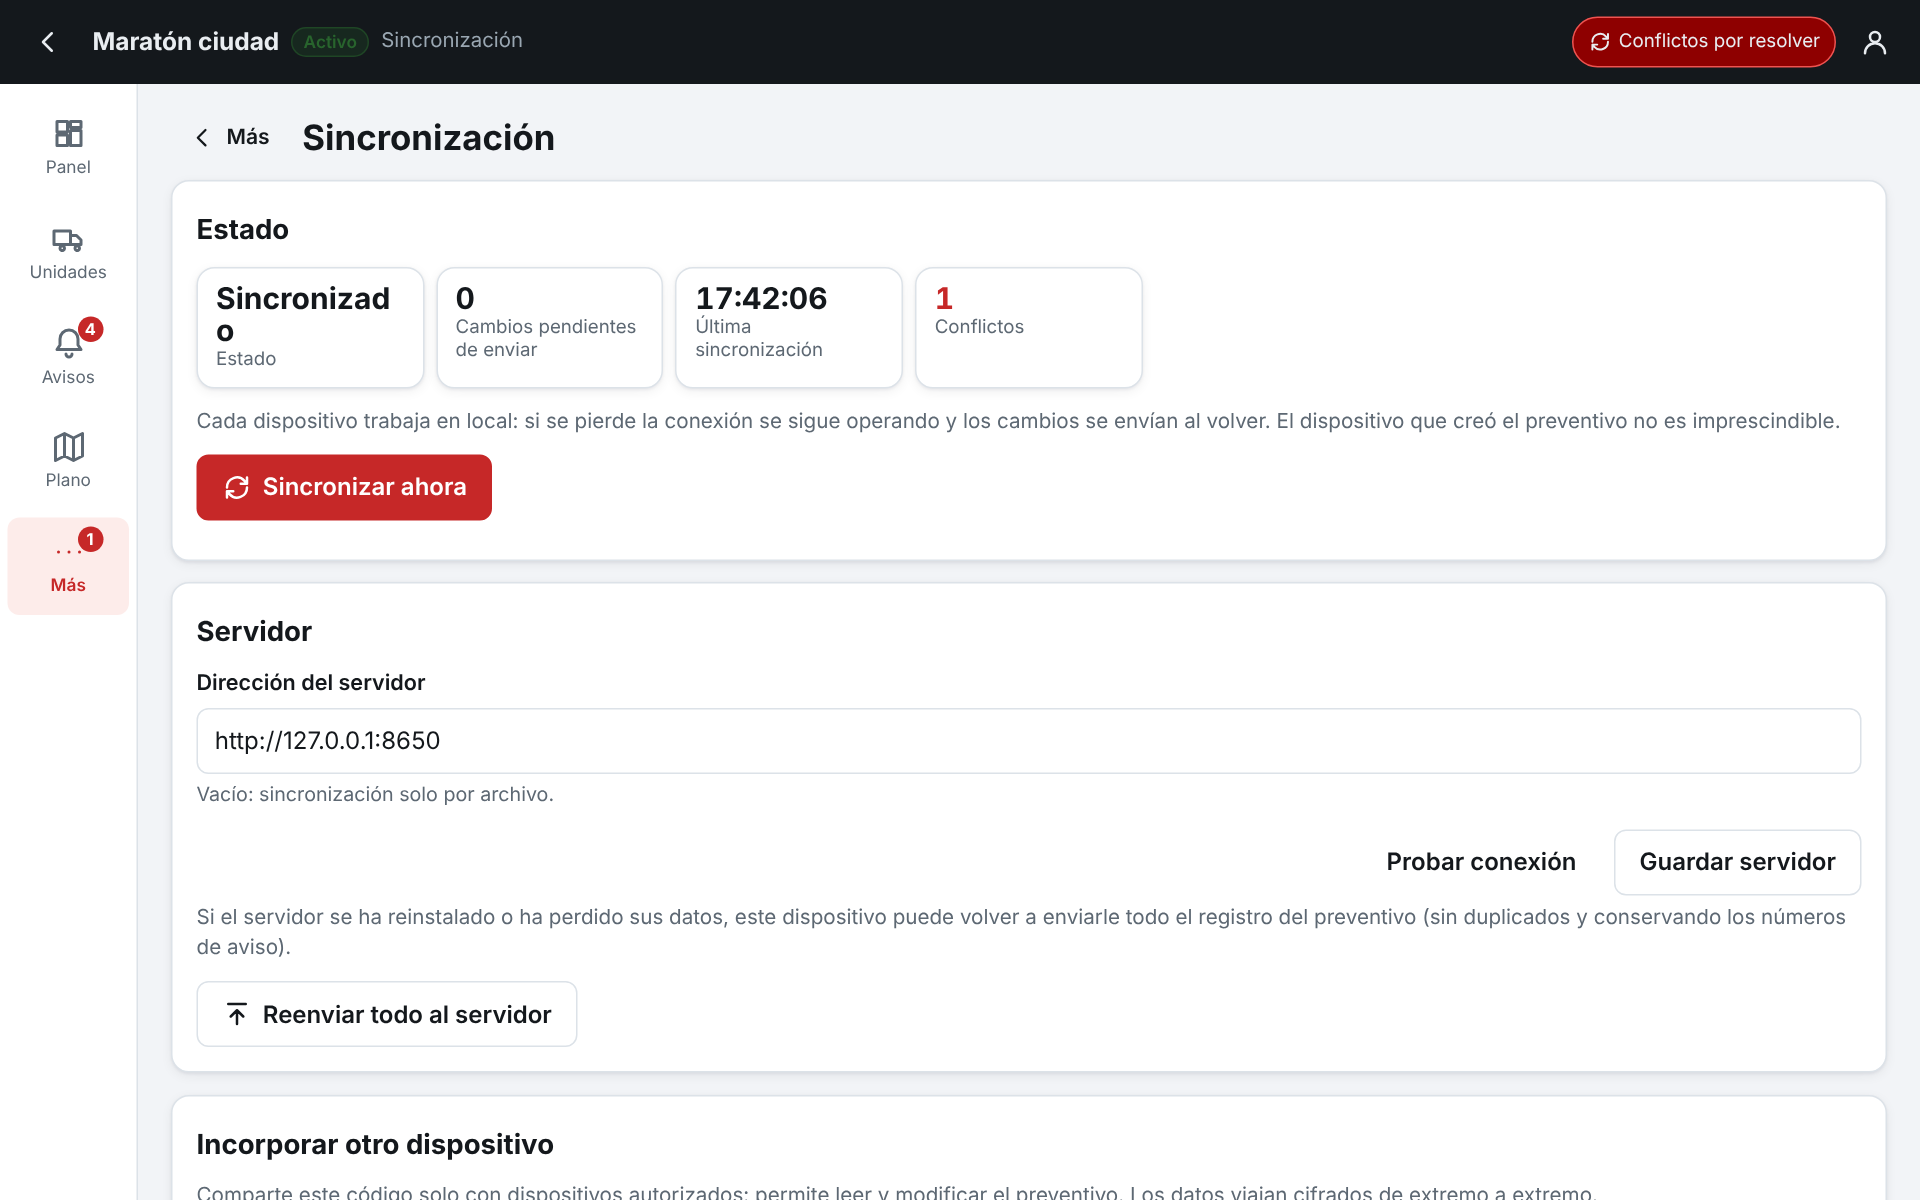 Maratón ciudad
Activo
Sincronización
Conflictos por resolver
Panel
Unidades
4
Avisos
Plano
1
Más
Más
Sincronización
Estado
Sincronizad
o
Estado
0
Cambios pendientes
de enviar
17:42:06
Última
sincronización
1
Conflictos
Cada dispositivo trabaja en local: si se pierde la conexión se sigue operando y los cambios se envían al volver. El dispositivo que creó el preventivo no es imprescindible.
Sincronizar ahora
Servidor
Dirección del servidor
http://127.0.0.1:8650
Vacío: sincronización solo por archivo.
Probar conexión
Guardar servidor
Si el servidor se ha reinstalado o ha perdido sus datos, este dispositivo puede volver a enviarle todo el registro del preventivo (sin duplicados y conservando los números
de aviso).
Reenviar todo al servidor
Incorporar otro dispositivo
Comparte este código solo con dispositivos autorizados: permite leer y modificar el preventivo. Los datos viajan cifrados de extremo a extremo.